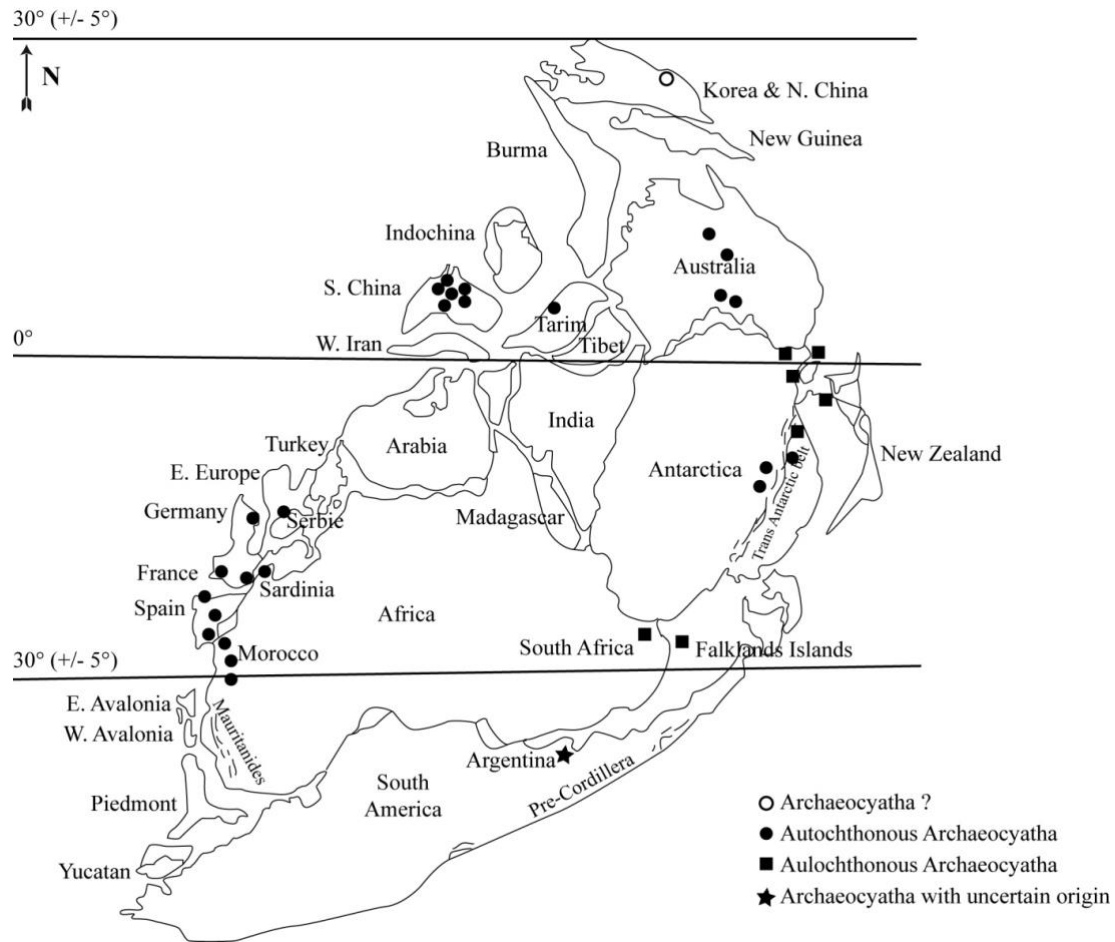 30° (+/- 5°)
N
Korea & N. China
New Guinea
Burma
Indochina
Australia
S. China
Tarim
0°
W. Iran
Tibet
India
Turkey
Arabia
Antarctica
New Zealand
E. Europe
Germany
Serbie
Madagascar
Trans Antarctic belt
France
Sardinia
Spain
Africa
South Africa
Falklands Islands
Morocco
30° (+/- 5°)
E. Avalonia
W. Avalonia
Mauritanides
Argentina
Piedmont
South
America
Pre-Cordillera
Archaeocyatha ?
Autochthonous Archaeocyatha
Aulochthonous Archaeocyatha
Archaeocyatha with uncertain origin
Yucatan